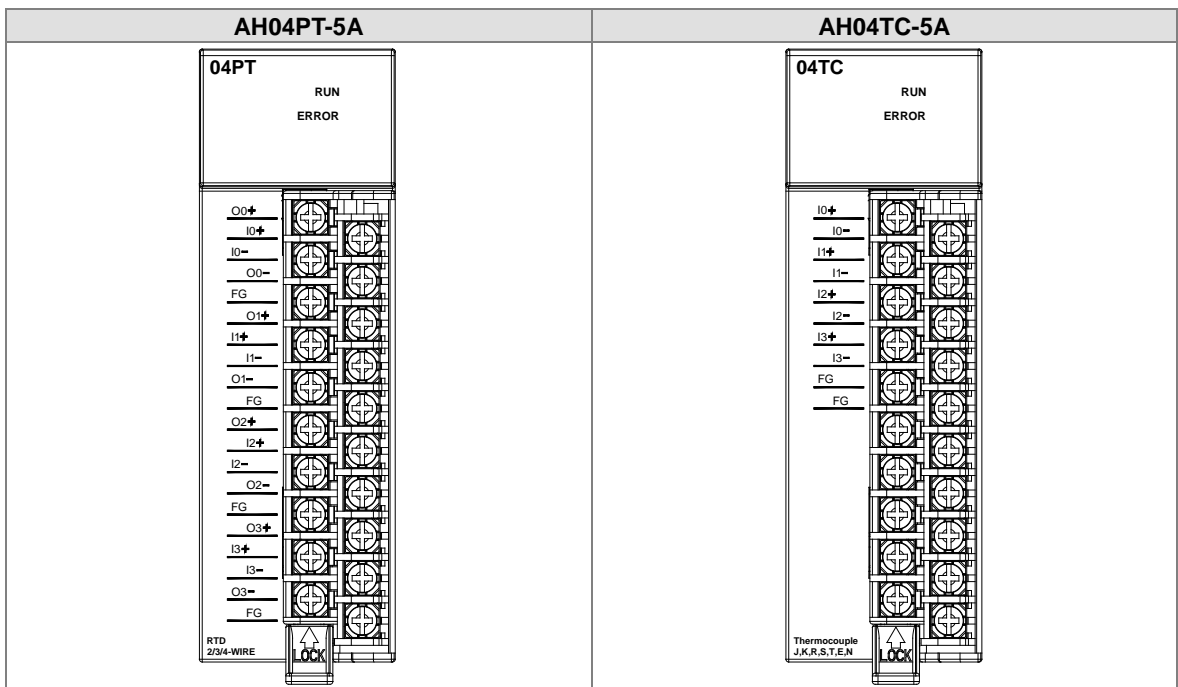 AH04PT-5A
AH04TC-5A
04PT
RUN
ERROR
O0+
I0+
I0-
O0-
FG
O1+
I1+
I1-
O1-
FG
O2+
I2+
I2-
O2-
FG
O3+
I3+
I3-
O3-
FG
RTD
2/3/4-WIRE
LOCK
04TC
RUN
ERROR
I0+
I0-
I1+
I1-
I2+
I2-
I3+
I3-
FG
FG
Thermocouple
J,K,R,S,T,E,N
LOCK